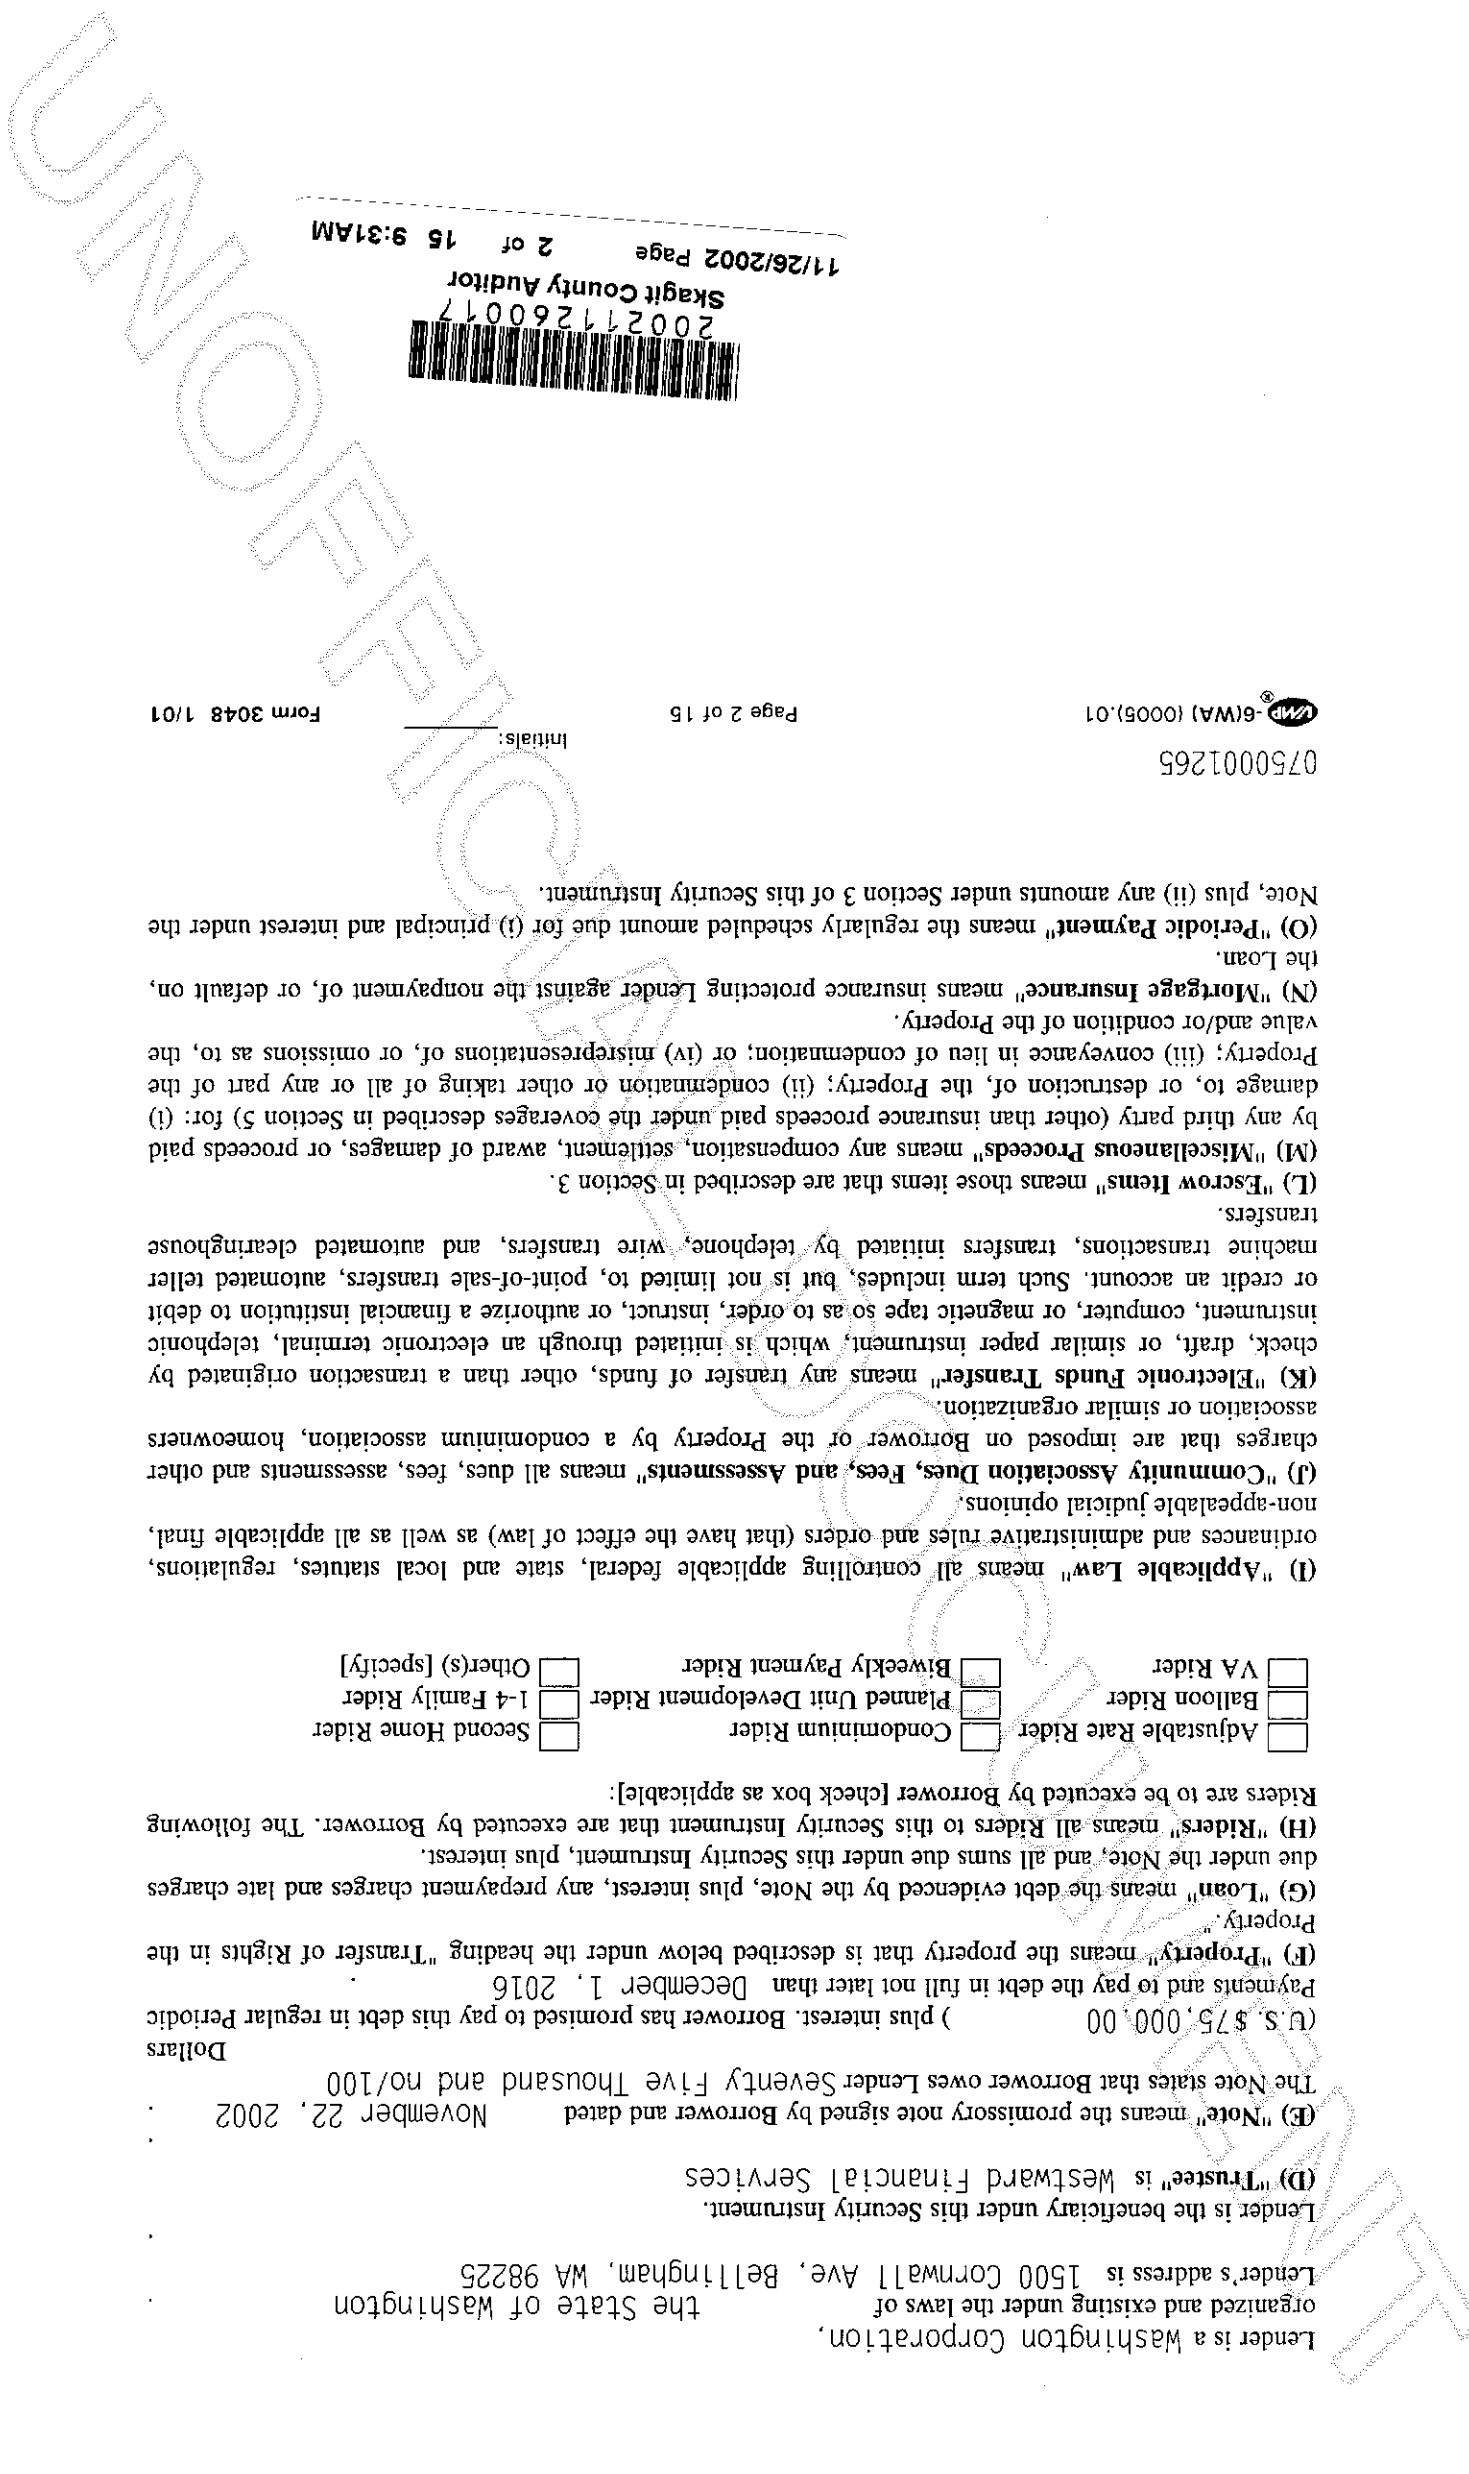 Lender is a Washington Corporation,
organized and existing under the laws of the State of Washington .
Lender's address is 1500 Cornwall Ave, Bellingham, WA 98225
.
Lender is the beneficiary under this Security Instrument.
(D) "Trustee" is Westward Financial Services
.
(E) "Note" means the promissory note signed by Borrower and dated November 22, 2002 .
The Note states that Borrower owes Lender Seventy Five Thousand and no/100
Dollars
(U.S. $75,000.00 ) plus interest. Borrower has promised to pay this debt in regular Periodic
Payments and to pay the debt in full not later than December 1, 2016 .
(F) "Property" means the property that is described below under the heading "Transfer of Rights in the
Property."
(G) "Loan" means the debt evidenced by the Note, plus interest, any prepayment charges and late charges
due under the Note, and all sums due under this Security Instrument, plus interest.
(H) "Riders" means all Riders to this Security Instrument that are executed by Borrower. The following
Riders are to be executed by Borrower [check box as applicable]:
Adjustable Rate Rider Condominium Rider Second Home Rider
Balloon Rider Planned Unit Development Rider 1-4 Family Rider
VA Rider Biweekly Payment Rider Other(s) [specify]
(I) "Applicable Law" means all controlling applicable federal, state and local statutes, regulations,
ordinances and administrative rules and orders (that have the effect of law) as well as all applicable final,
non-appealable judicial opinions.
(J) "Community Association Dues, Fees, and Assessments" means all dues, fees, assessments and other
charges that are imposed on Borrower or the Property by a condominium association, homeowners
association or similar organization.
(K) "Electronic Funds Transfer" means any transfer of funds, other than a transaction originated by
check, draft, or similar paper instrument, which is initiated through an electronic terminal, telephonic
instrument, computer, or magnetic tape so as to order, instruct, or authorize a financial institution to debit
or credit an account. Such term includes, but is not limited to, point-of-sale transfers, automated teller
machine transactions, transfers initiated by telephone, wire transfers, and automated clearinghouse
transfers.
(L) "Escrow Items" means those items that are described in Section 3.
(M) "Miscellaneous Proceeds" means any compensation, settlement, award of damages, or proceeds paid
by any third party (other than insurance proceeds paid under the coverages described in Section 5) for: (i)
damage to, or destruction of, the Property; (ii) condemnation or other taking of all or any part of the
Property; (iii) conveyance in lieu of condemnation; or (iv) misrepresentations of, or omissions as to, the
value and/or condition of the Property.
(N) "Mortgage Insurance" means insurance protecting Lender against the nonpayment of, or default on,
the Loan.
(O) "Periodic Payment" means the regularly scheduled amount due for (i) principal and interest under the
Note, plus (ii) any amounts under Section 3 of this Security Instrument.
0750001265
Initials:
VMP® -6(WA) (0005).01 Page 2 of 15 Form 3048 1/01
200211260017
Skagit County Auditor
11/26/2002 Page 2 of 15 9:31AM
UNOFFICIAL DOCUMENT